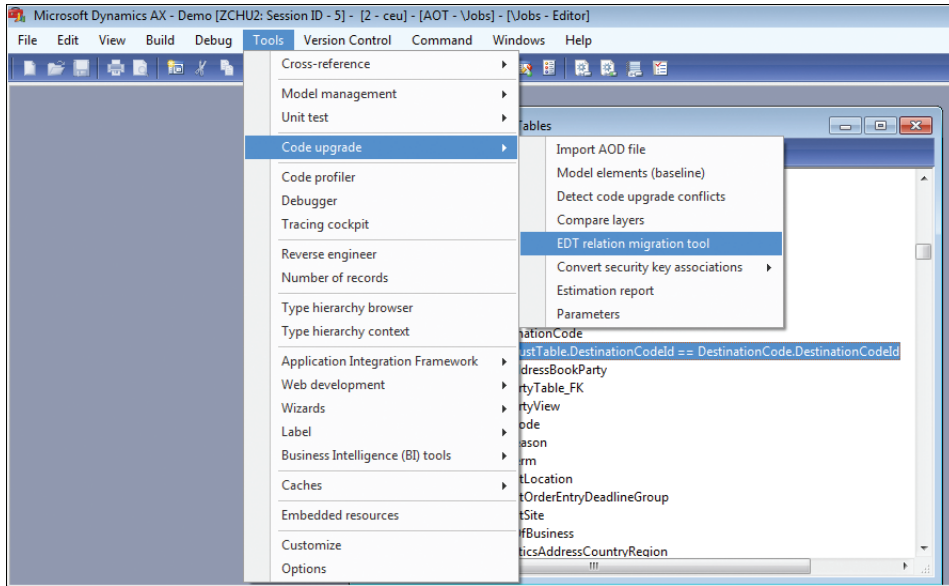 Microsoft Dynamics AX - Demo [ZCHU2: Session ID - 5] - [2 - ceu] - [AOT - \Jobs] - [\Jobs - Editor]
File Edit View Build Debug Tools Version Control Command Windows Help
Cross-reference
Model management
Unit test
Code upgrade
Code profiler
Debugger
Tracing cockpit
Reverse engineer
Number of records
Type hierarchy browser
Type hierarchy context
Application Integration Framework
Web development
Wizards
Label
Business Intelligence (BI) tools
Caches
Embedded resources
Customize
Options
Tables
Import AOD file
Model elements (baseline)
Detect code upgrade conflicts
Compare layers
EDT relation migration tool
Convert security key associations
Estimation report
Parameters
nationCode
ustTable.DestinationCodeId == DestinationCode.DestinationCodeId
ddressBookParty
rtyTable_FK
rtyView
ode
eason
erm
tLocation
tOrderEntryDeadlineGroup
tSite
OfBusiness
ticsAddressCountryRegion